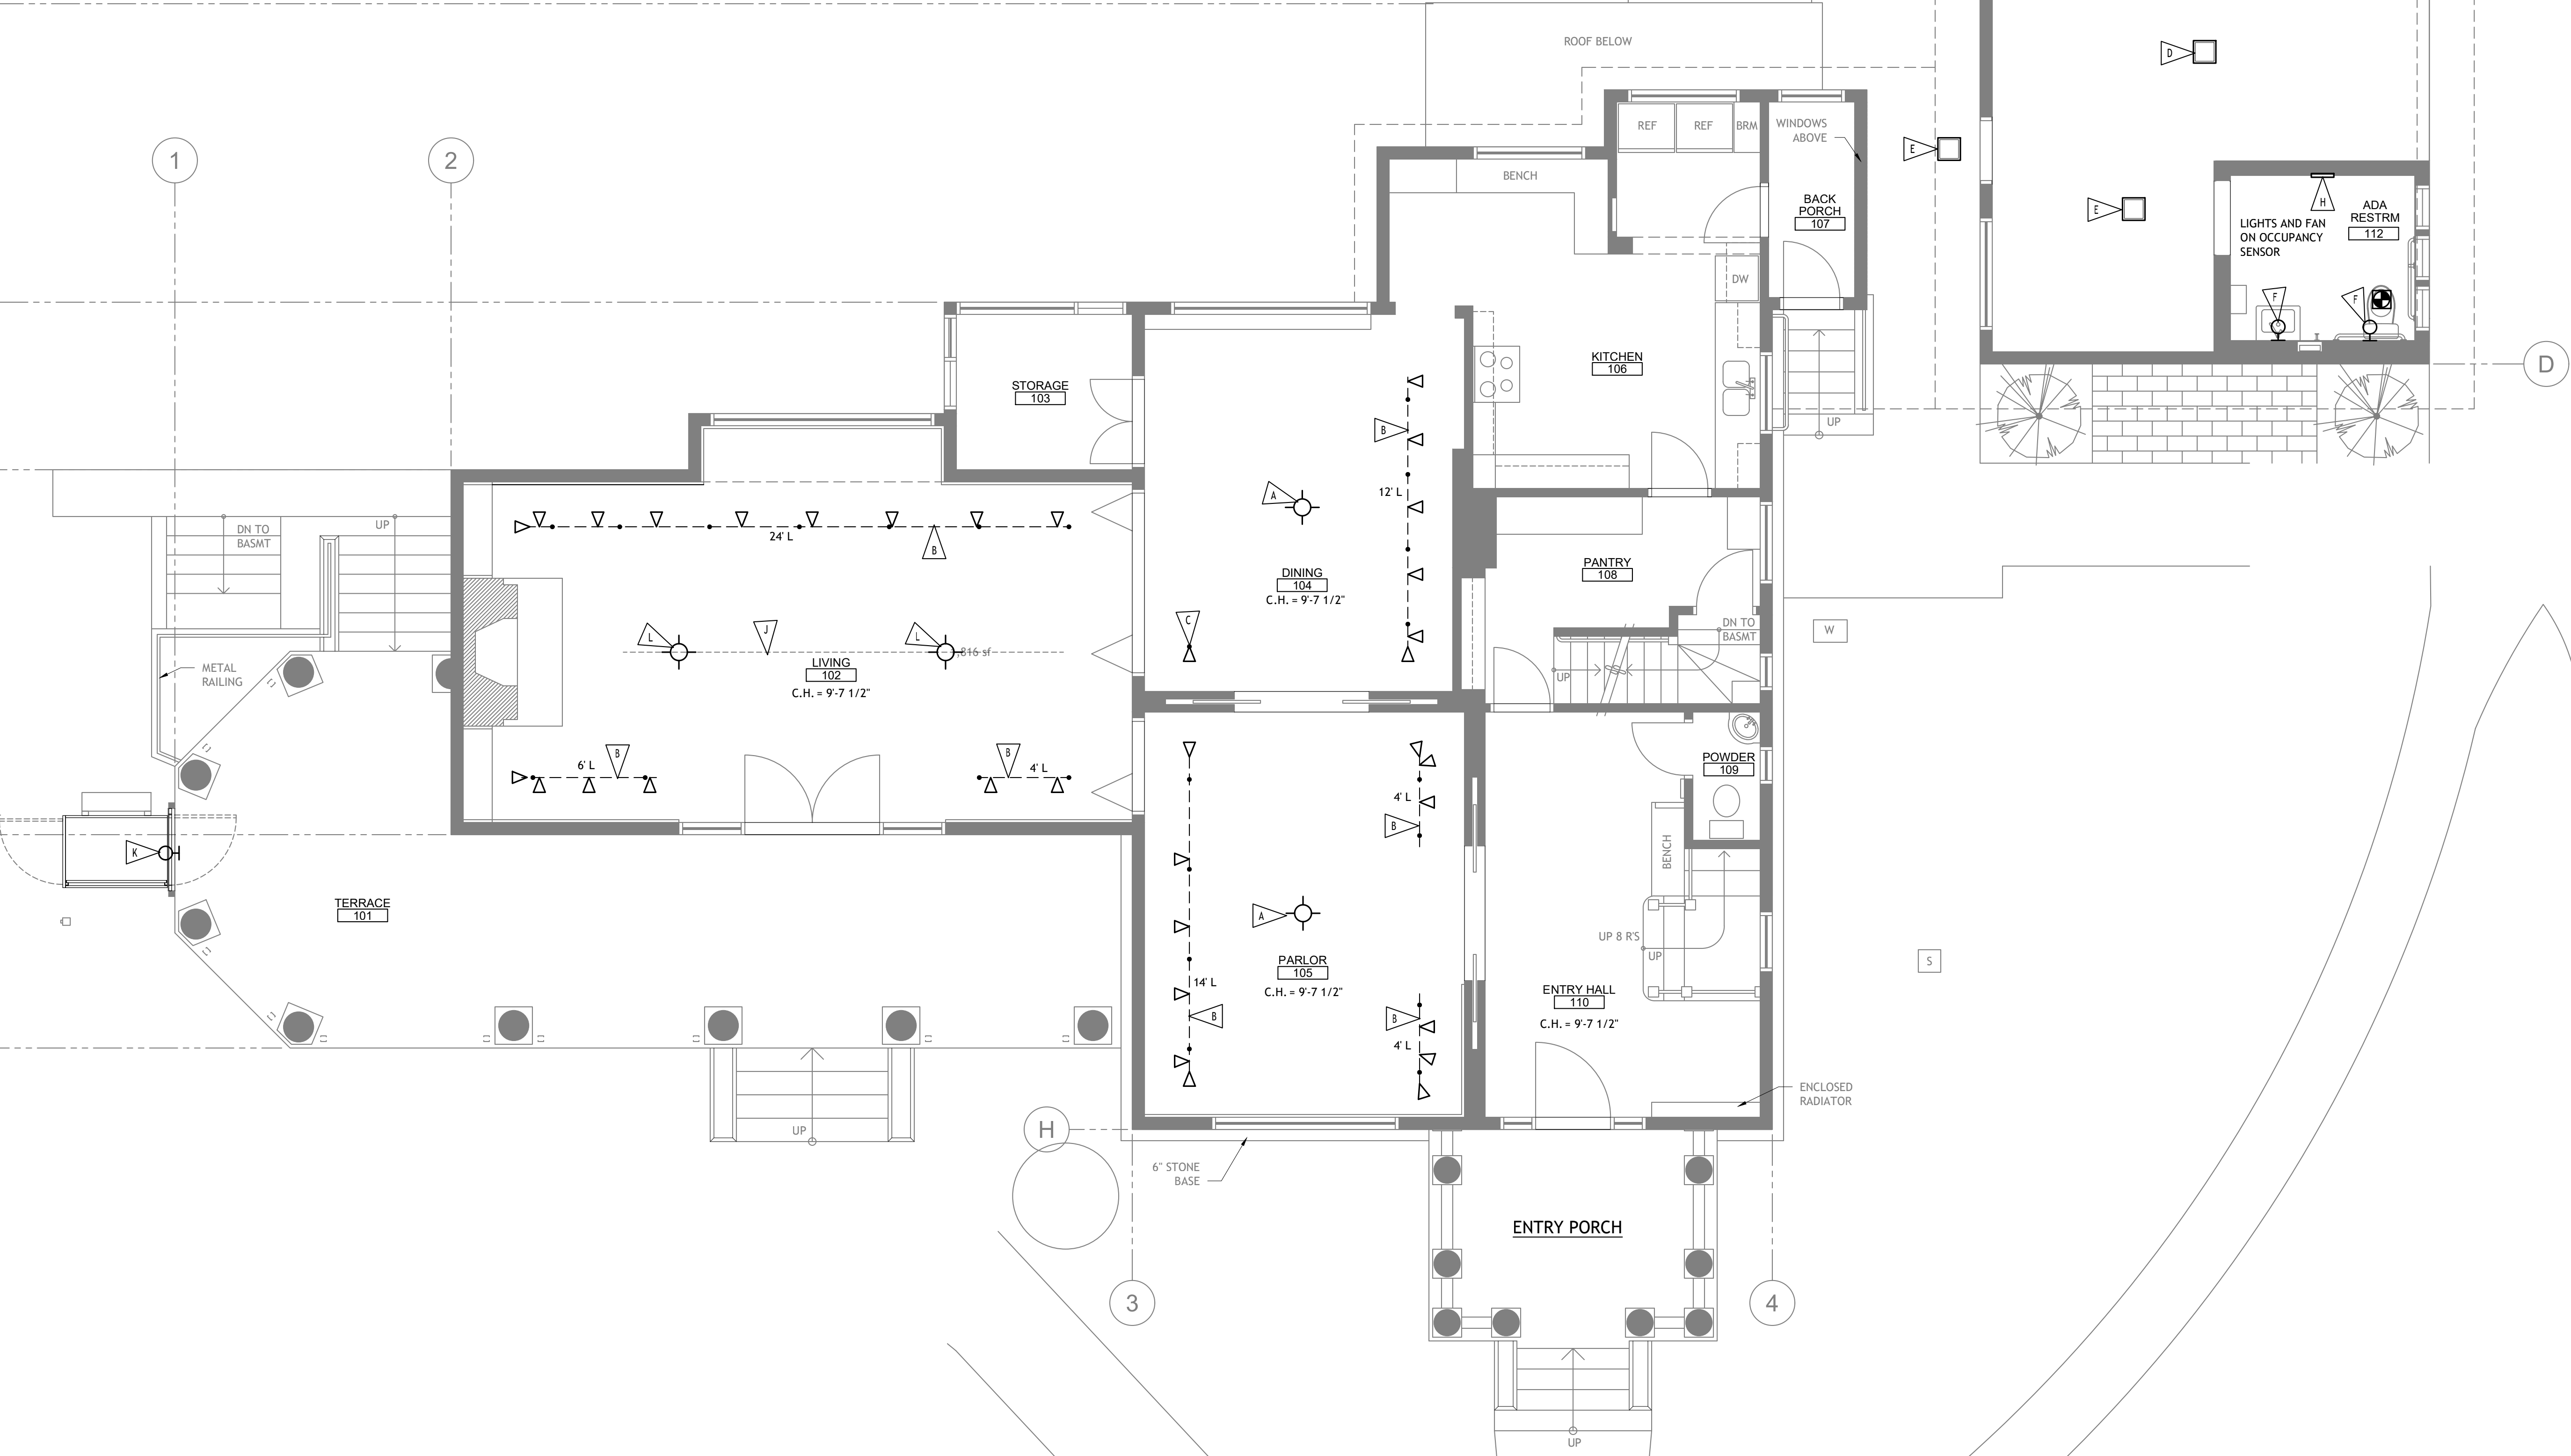 ROOF BELOW
D
REF
REF
BRM
WINDOWS
ABOVE
E
1
2
BENCH
H
ADA
RESTRM
112
BACK
PORCH
107
E
LIGHTS AND FAN
ON OCCUPANCY
SENSOR
DW
F
F
STORAGE
103
KITCHEN
106
D
UP
B
12' L
A
DN TO
BASMT
UP
24' L
B
DINING
104
C.H. = 9'-7 1/2"
PANTRY
108
C
DN TO
BASMT
W
L
J
L
,816 sf
LIVING
102
C.H. = 9'-7 1/2"
METAL
RAILING
UP
B
6' L
B
4' L
POWDER
109
4' L
B
K
BENCH
TERRACE
101
A
UP 8 R'S
UP
S
PARLOR
105
C.H. = 9'-7 1/2"
14' L
B
B
4' L
ENTRY HALL
110
C.H. = 9'-7 1/2"
ENCLOSED
RADIATOR
UP
H
6" STONE
BASE
ENTRY PORCH
3
4
UP